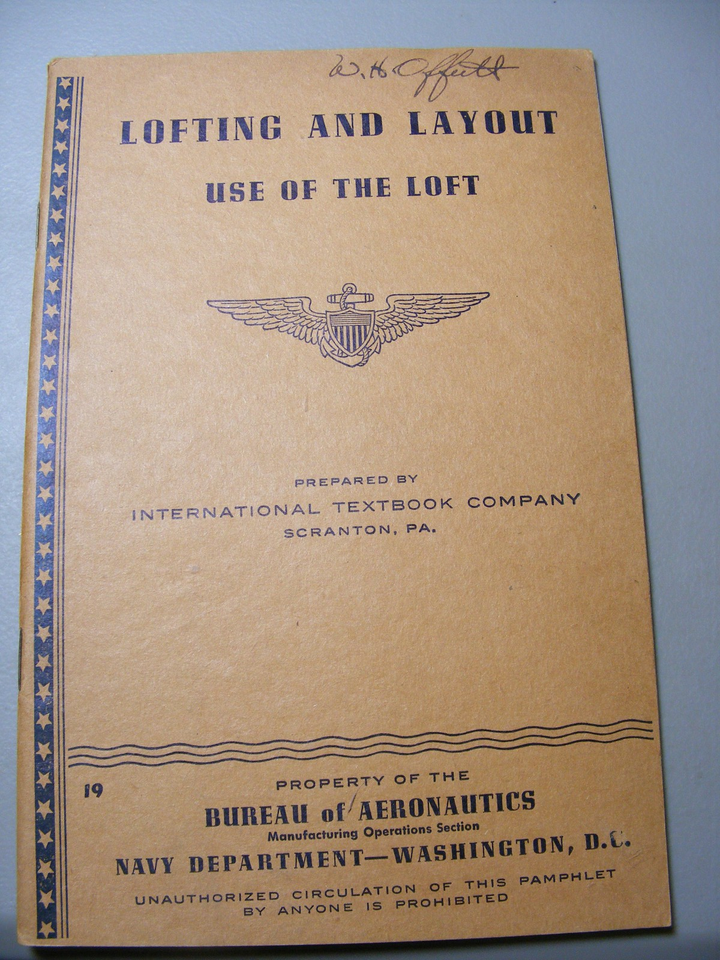 W. H. Offutt
LOFTING AND LAYOUT
USE OF THE LOFT
PREPARED BY
INTERNATIONAL TEXTBOOK COMPANY
SCRANTON, PA.
19
PROPERTY OF THE
BUREAU of AERONAUTICS
Manufacturing Operations Section
NAVY DEPARTMENT—WASHINGTON, D.C.
UNAUTHORIZED CIRCULATION OF THIS PAMPHLET
BY ANYONE IS PROHIBITED